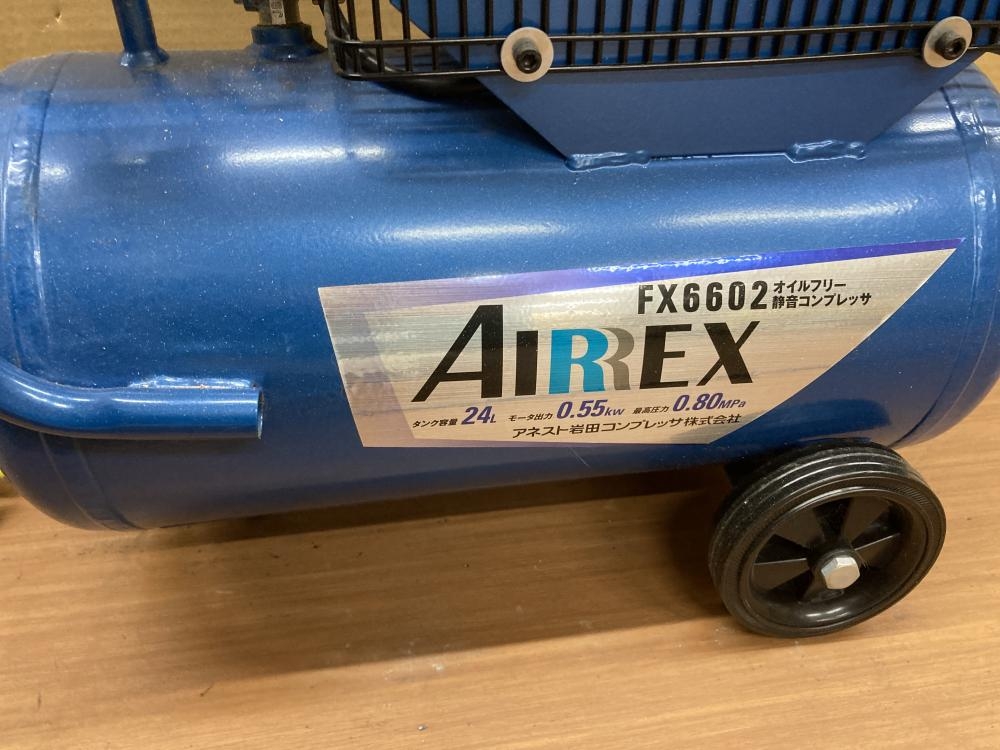 FX6602 オイルフリー
静音コンプレッサ
AIRREX
タンク容量 24L モータ出力 0.55kw 最高圧力 0.80MPa
アネスト岩田コンプレッサ株式会社